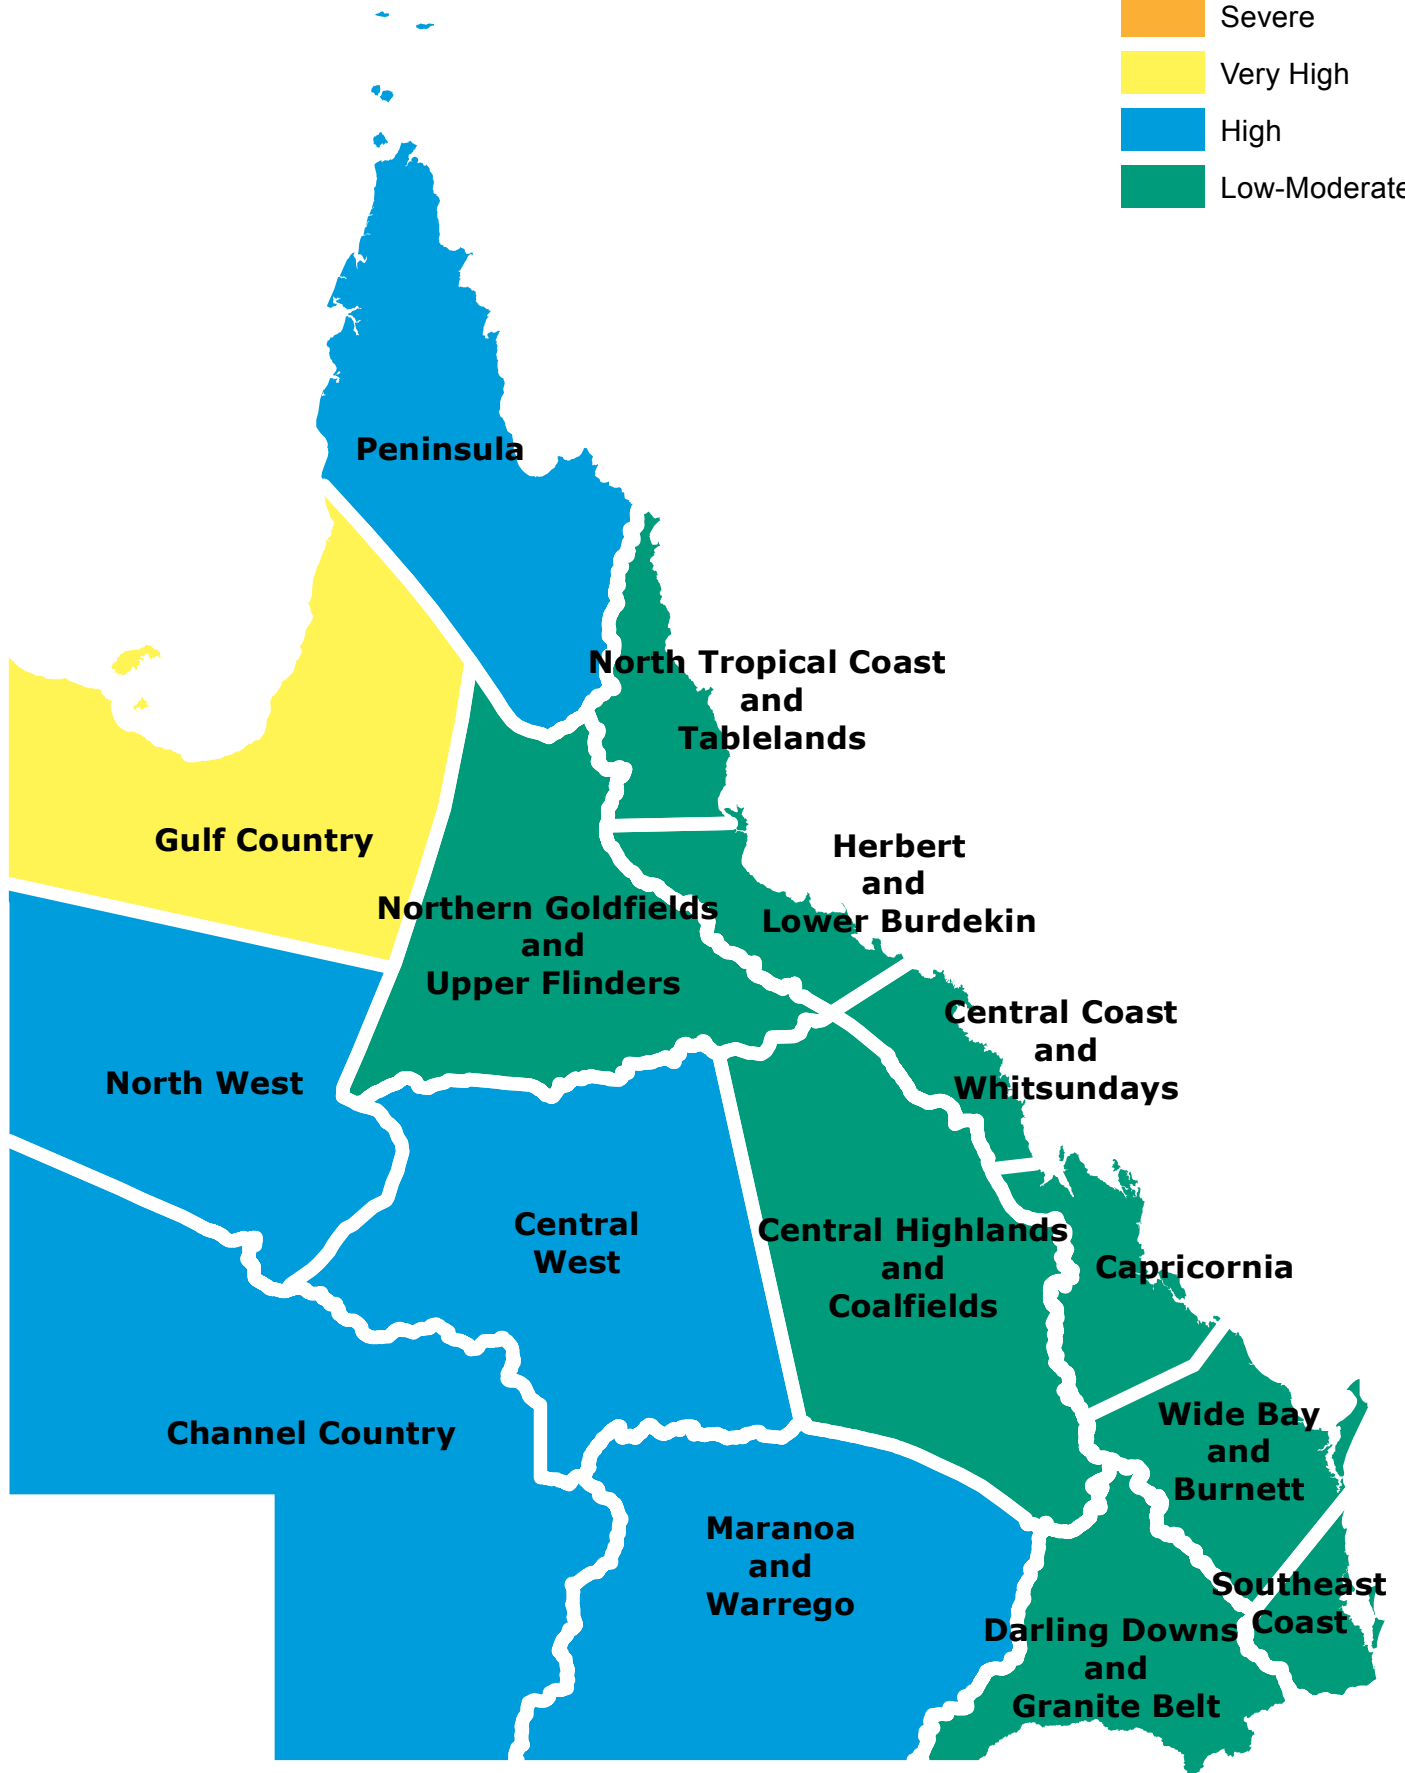 Severe
Very High
High
Low-Moderate
Peninsula
North Tropical Coast
and
Tablelands
Gulf Country
Herbert
and
Lower Burdekin
Northern Goldfields
and
Upper Flinders
Central Coast
and
Whitsundays
North West
Central
West
Central Highlands
and
Coalfields
Capricornia
Channel Country
Wide Bay
and
Burnett
Maranoa
and
Warrego
Southeast
Coast
Darling Downs
and
Granite Belt